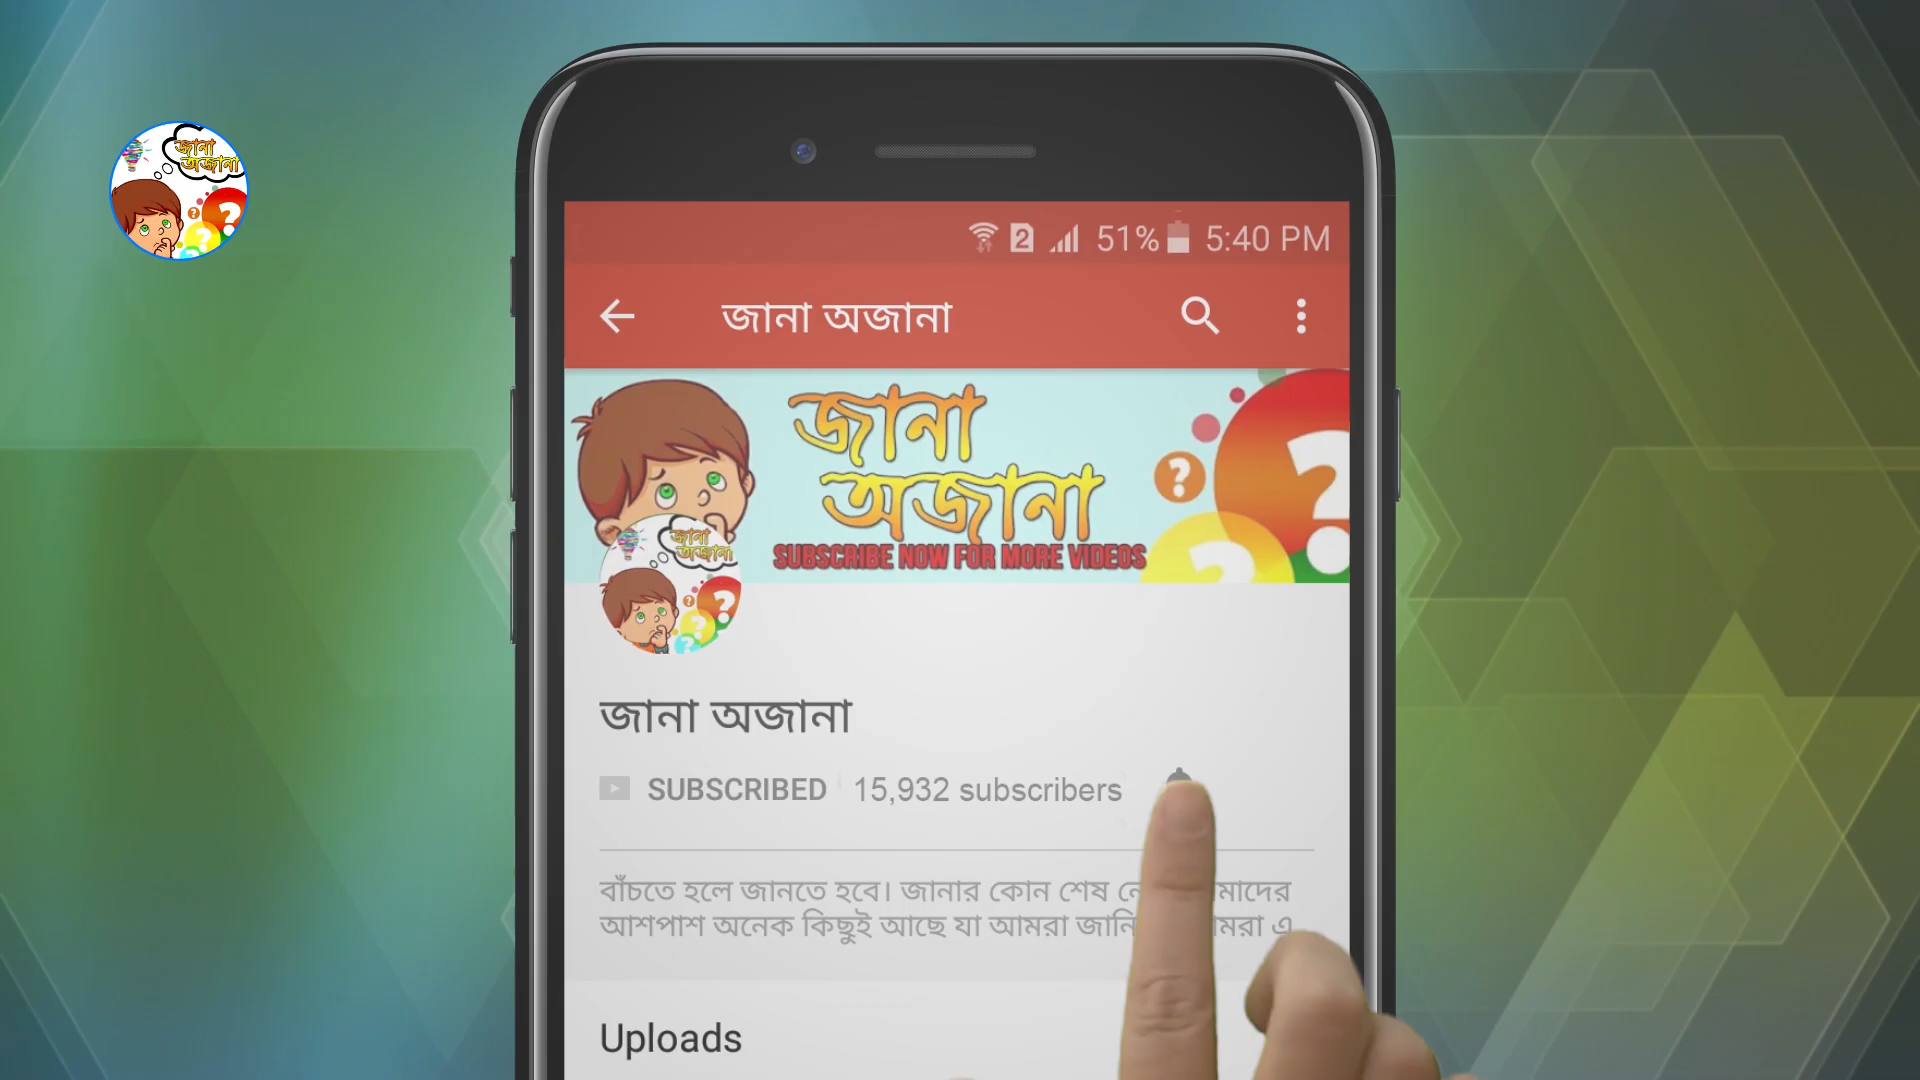 জানা
অজানা
2 51% 5:40 PM
জানা অজানা
জানা
অজানা
SUBSCRIBE NOW FOR MORE VIDEOS
জানা
অজানা
জানা অজানা
SUBSCRIBED 15,932 subscribers
বাঁচতে হলে জানতে হবে। জানার কোন শেষ
আশপাশ অনেক কিছুই আছে যা আমরা এ
Uploads